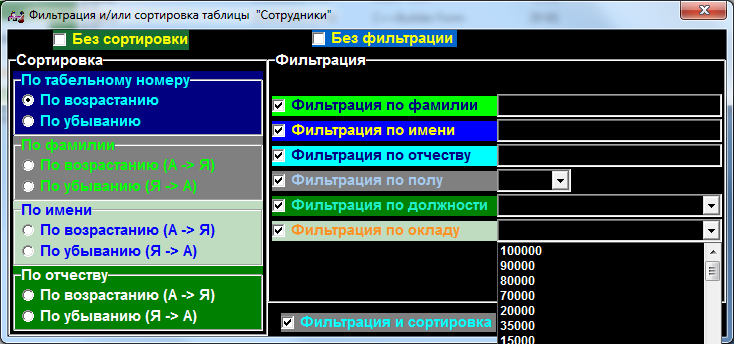 Фильтрация и/или сортировка таблицы "Сотрудники"
Без сортировки
Без фильтрации
Сортировка
По табельному номеру
По возрастанию
По убыванию
По фамилии
По возрастанию (А -> Я)
По убыванию (Я -> А)
По имени
По возрастанию (А -> Я)
По убыванию (Я -> А)
По отчеству
По возрастанию (А -> Я)
По убыванию (Я -> А)
Фильтрация
Фильтрация по фамилии
Фильтрация по имени
Фильтрация по отчеству
Фильтрация по полу
Фильтрация по должности
Фильтрация по окладу
100000
90000
80000
70000
20000
35000
15000
Фильтрация и сортировка